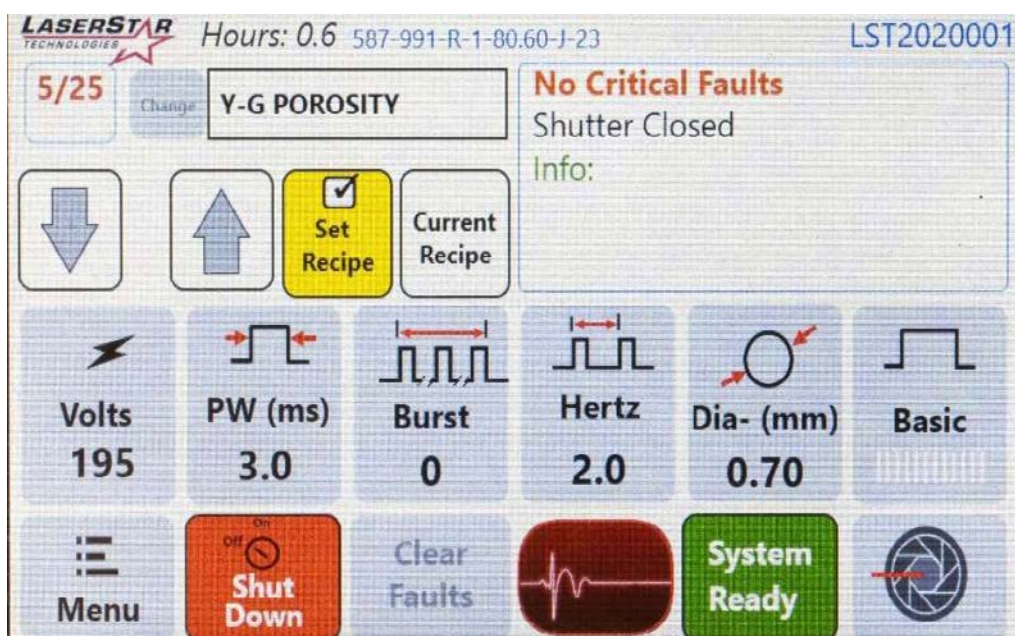 LASERSTAR
TECHNOLOGIES
Hours: 0.6 587-991-R-1-80.60-J-23
LST2020001
5/25
Change
Y-G POROSITY
No Critical Faults
Shutter Closed
Info:
Set
Recipe
Current
Recipe
Volts
195
PW (ms)
3.0
Burst
0
Hertz
2.0
Dia- (mm)
0.70
Basic
Menu
On
Off
Shut
Down
Clear
Faults
System
Ready